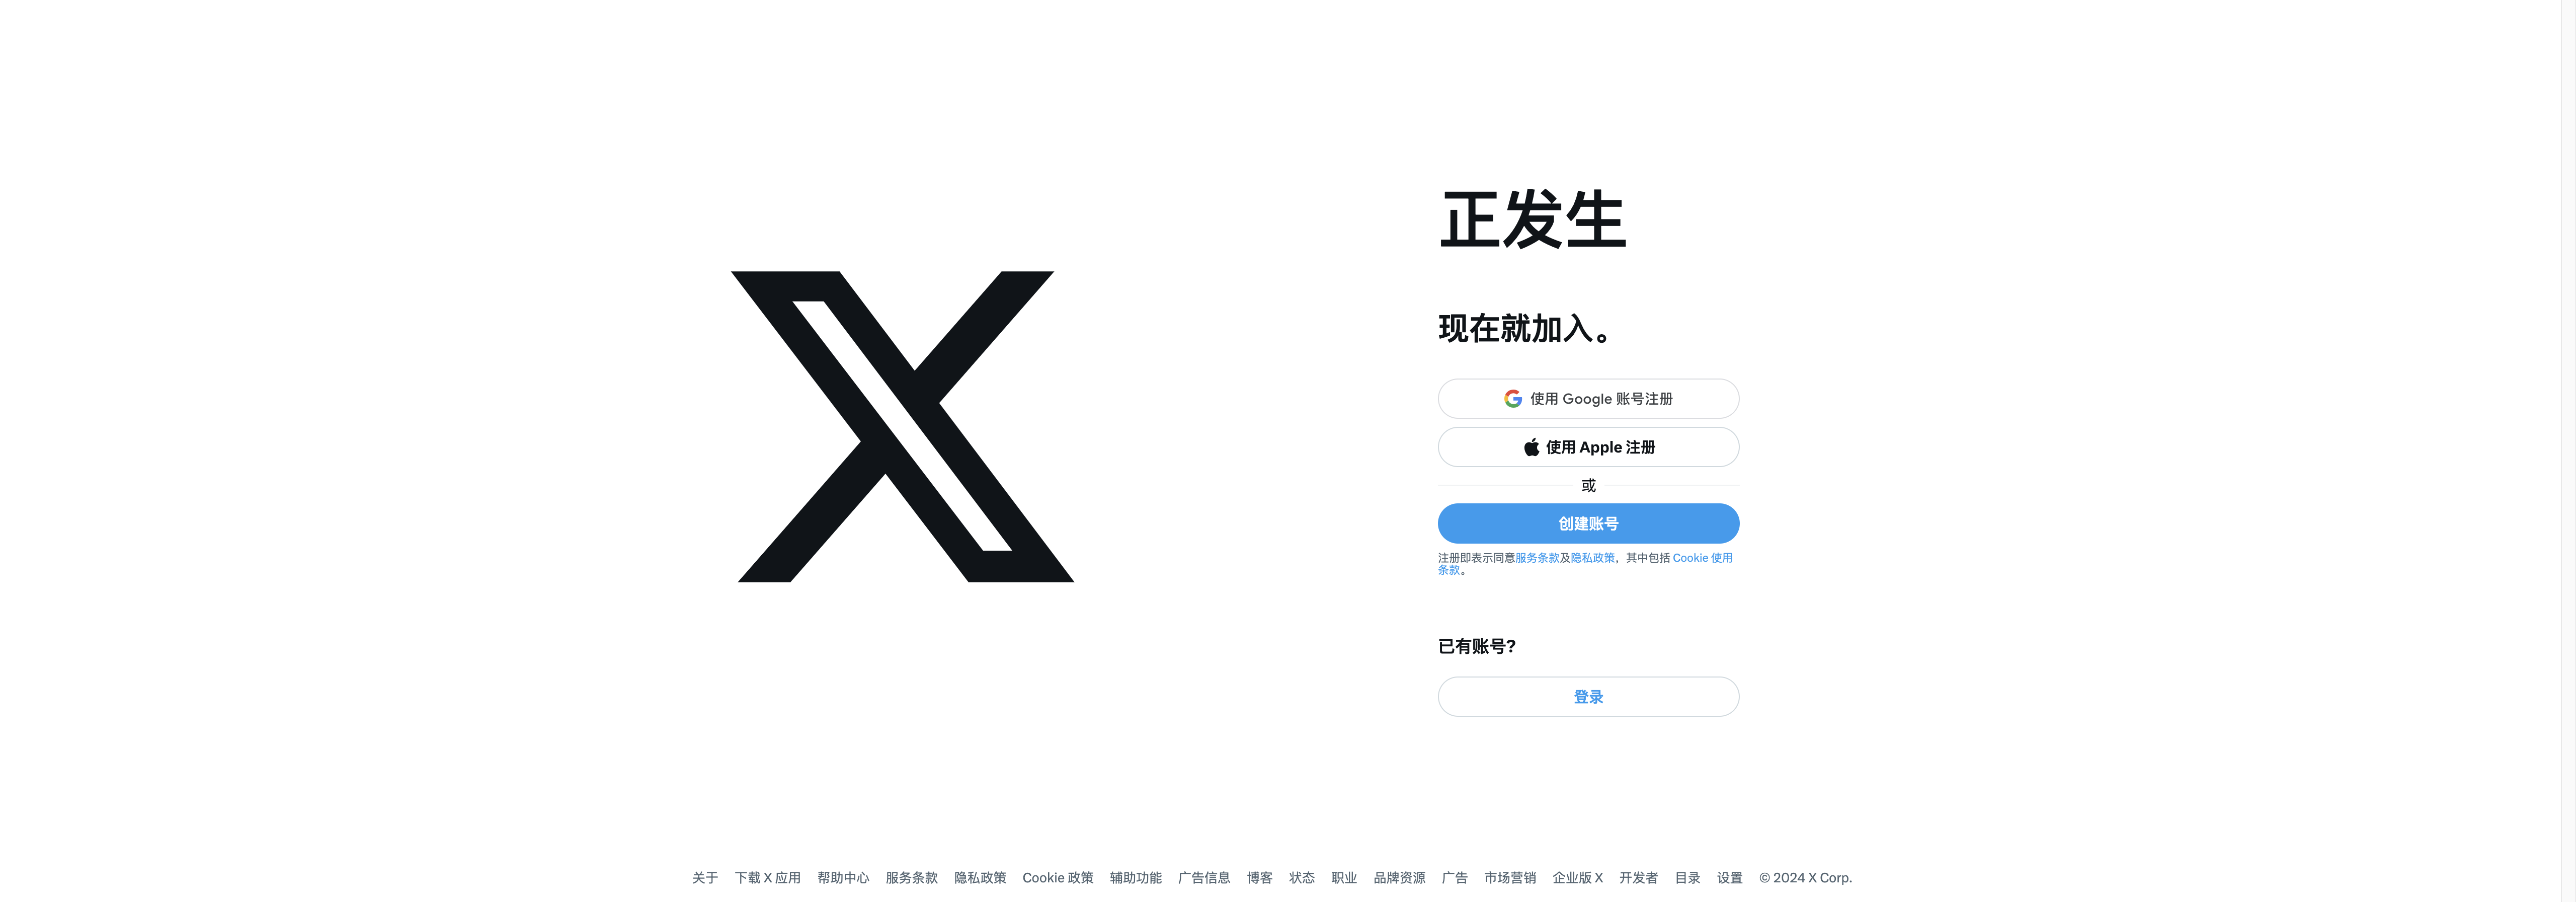 正发生
现在就加入。
使用 Google 账号注册
使用 Apple 注册
或
创建账号
注册即表示同意服务条款及隐私政策，其中包括 Cookie 使用
条款。
已有账号?
登录
关于 下载 X 应用 帮助中心 服务条款 隐私政策 Cookie 政策 辅助功能 广告信息 博客 状态 职业 品牌资源 广告 市场营销 企业版 X 开发者 目录 设置 © 2024 X Corp.